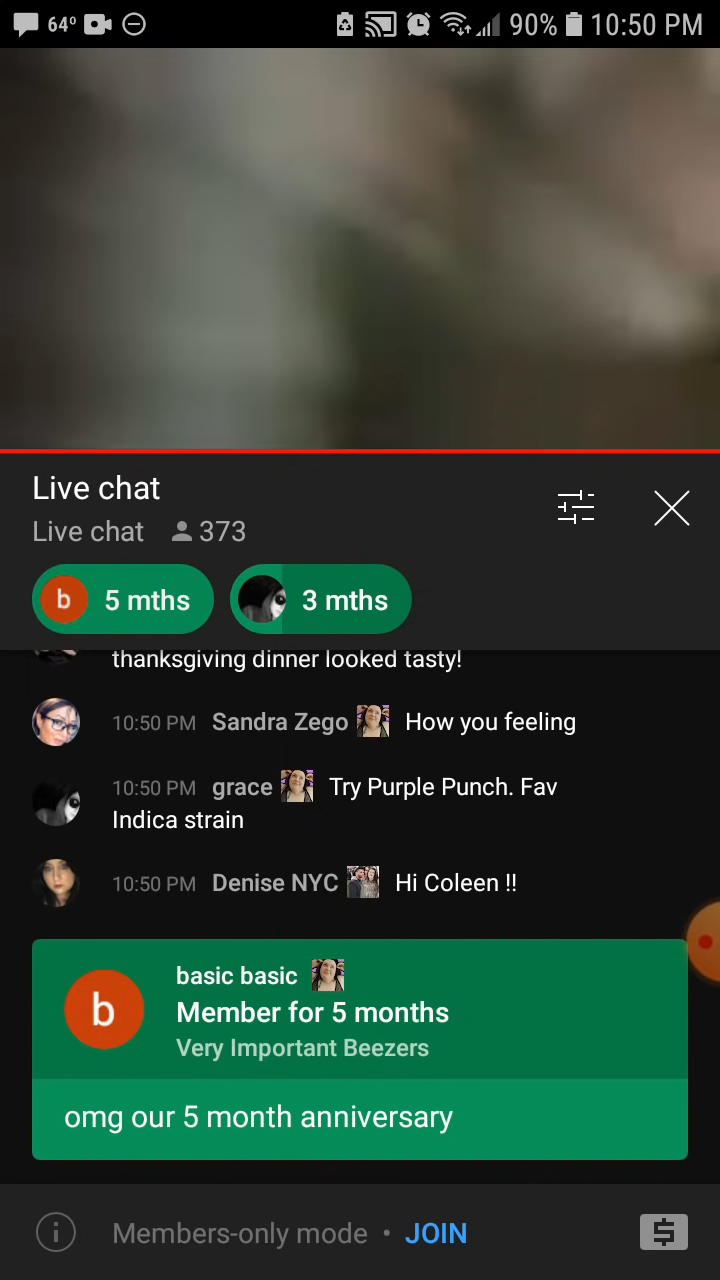 64° 90% 10:50 PM
Live chat
Live chat 373
b 5 mths 3 mths
thanksgiving dinner looked tasty!
10:50 PM Sandra Zego How you feeling
10:50 PM grace Try Purple Punch. Fav
Indica strain
10:50 PM Denise NYC Hi Coleen !!
basic basic
b Member for 5 months
Very Important Beezers
omg our 5 month anniversary
Members-only mode • JOIN